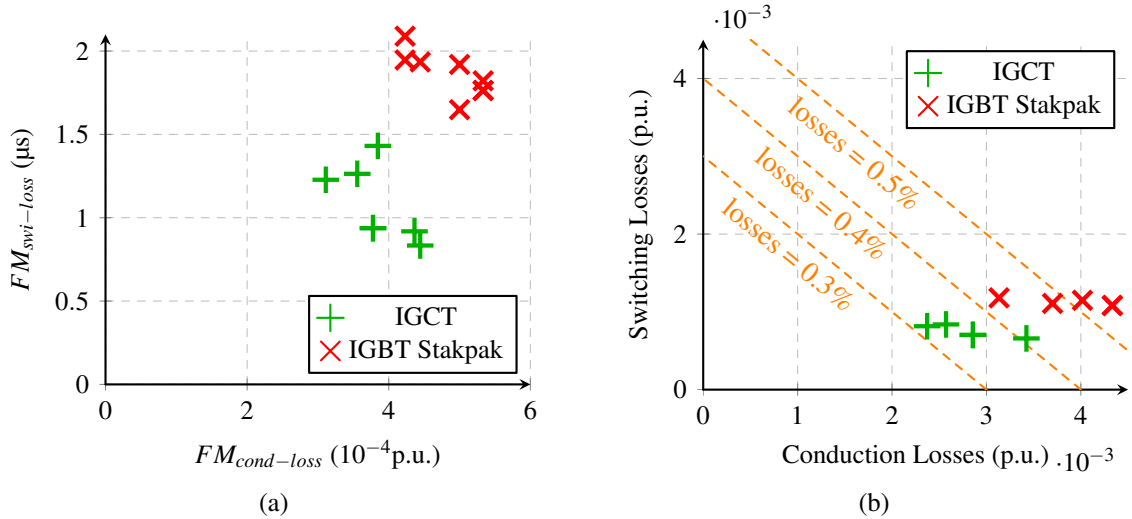 2
1.5
1
0.5
0
0
2
4
6
FM_swi−loss (µs)
FM_cond−loss (10⁻⁴p.u.)
IGCT
IGBT Stakpak
(a)
·10⁻³
4
2
0
0
1
2
3
4
Switching Losses (p.u.)
Conduction Losses (p.u.) ·10⁻³
losses = 0.5%
losses = 0.4%
losses = 0.3%
IGCT
IGBT Stakpak
(b)